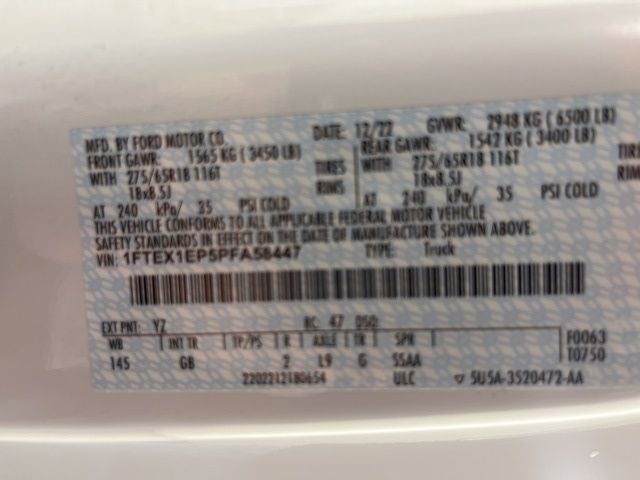 MFD. BY FORD MOTOR CO. DATE: 12/22 GVWR: 2948 KG ( 6500 LB)
FRONT GAWR: 1565 KG ( 3450 LB) REAR GAWR: 1542 KG ( 3400 LB)
WITH 275/65R18 116T TIRES WITH 275/65R18 116T TIRE
18x8.5J RIMS 18x8.5J RIM
AT 240 kPa/ 35 PSI COLD AT 240 kPa/ 35 PSI COLD
THIS VEHICLE CONFORMS TO ALL APPLICABLE FEDERAL MOTOR VEHICLE
SAFETY STANDARDS IN EFFECT ON THE DATE OF MANUFACTURE SHOWN ABOVE.
VIN: 1FTEX1EP5PFA58447 TYPE: Truck
EXT PNT: YZ RC: 47 DSO:
WB INT TR TP/PS R AXLE TR SPR F0063
145 GB 2 L9 G S5AA T0750
2202212180654 ULC ▽ 5U5A-3520472-AA